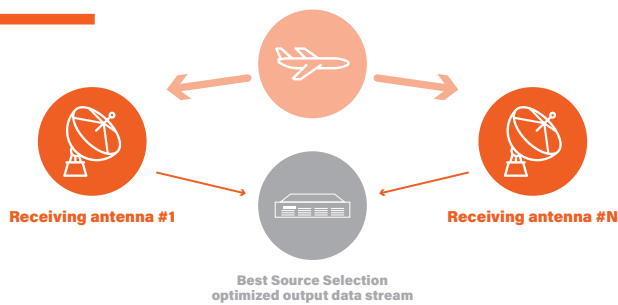 Receiving antenna #1
Receiving antenna #N
Best Source Selection
optimized output data stream